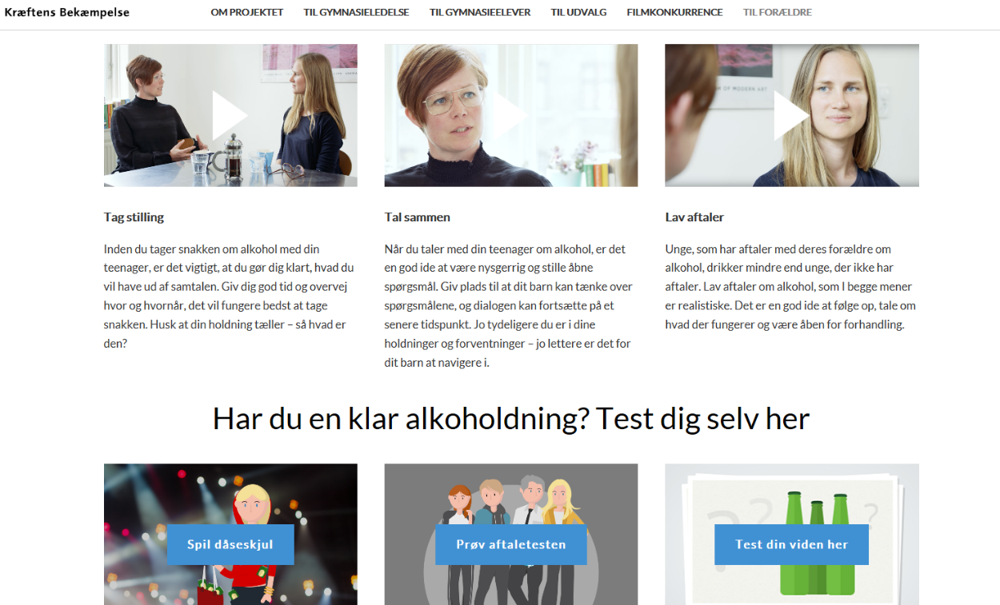 Kræftens Bekæmpelse
OM PROJEKTET
TIL GYMNASIELEDELSE
TIL GYMNASIEELEVER
TIL UDVALG
FILMKONKURRENCE
TIL FORÆLDRE
OF MODERN ART
Tag stilling
Inden du tager snakken om alkohol med din
teenager, er det vigtigt, at du gør dig klart, hvad du
vil have ud af samtalen. Giv dig god tid og overvej
hvor og hvornår, det vil fungere bedst at tage
snakken. Husk at din holdning tæller – så hvad er
den?
Tal sammen
Når du taler med din teenager om alkohol, er det
en god ide at være nysgerrig og stille åbne
spørgsmål. Giv plads til at dit barn kan tænke over
spørgsmålene, og dialogen kan fortsætte på et
senere tidspunkt. Jo tydeligere du er i dine
holdninger og forventninger – jo lettere er det for
dit barn at navigere i.
Lav aftaler
Unge, som har aftaler med deres forældre om
alkohol, drikker mindre end unge, der ikke har
aftaler. Lav aftaler om alkohol, som I begge mener
er realistiske. Det er en god ide at følge op, tale om
hvad der fungerer og være åben for forhandling.
Har du en klar alkoholdning? Test dig selv her
Spil dåseskjul
Prøv aftaletesten
? ? ?
Test din viden her